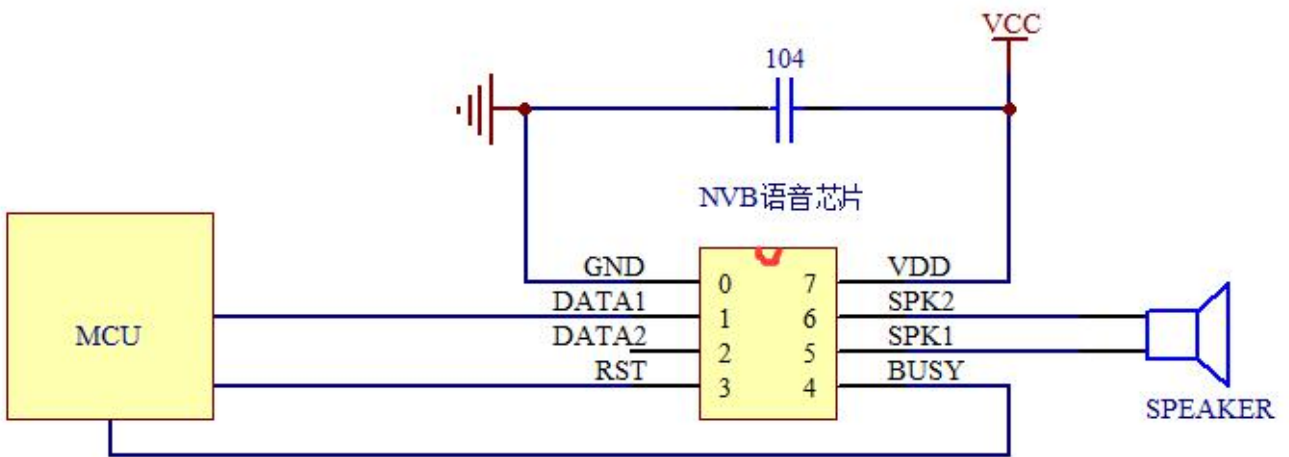 VCC
104
NVB语音芯片
GND 0 7 VDD
DATA1 1 6 SPK2
MCU
DATA2 2 5 SPK1
RST 3 4 BUSY
SPEAKER